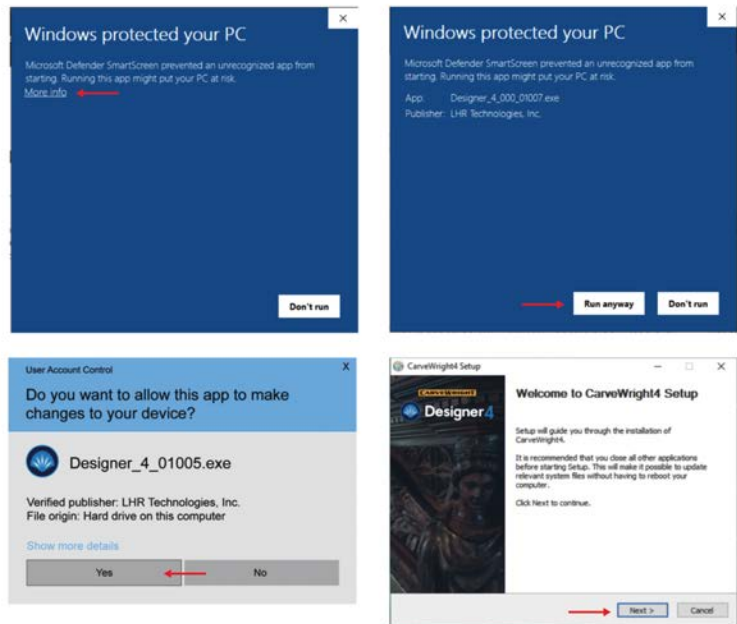 Windows protected your PC
Microsoft Defender SmartScreen prevented an unrecognized app from
starting. Running this app might put your PC at risk.
More info
Don't run
Windows protected your PC
Microsoft Defender SmartScreen prevented an unrecognized app from
starting. Running this app might put your PC at risk.
App: Designer_4_000_01007.exe
Publisher: LHR Technologies, Inc.
Run anyway Don't run
User Account Control X
Do you want to allow this app to make
changes to your device?
Designer_4_01005.exe
Verified publisher: LHR Technologies, Inc.
File origin: Hard drive on this computer
Show more details
Yes No
CarveWright4 Setup
CARVEWRIGHT
Designer4
Welcome to CarveWright4 Setup
Setup will guide you through the installation of
CarveWright4.
It is recommended that you close all other applications
before starting Setup. This will make it possible to update
relevant system files without having to reboot your
computer.
Click Next to continue.
Next > Cancel